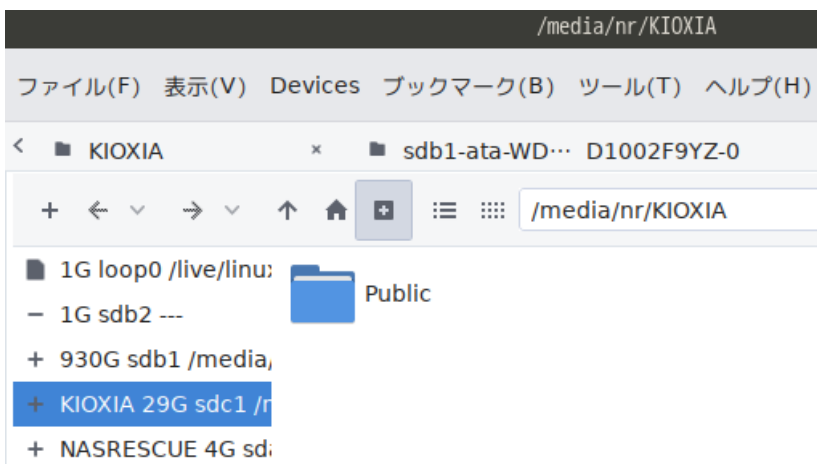 /media/nr/KIOXIA
ファイル(F) 表示(V) Devices ブックマーク(B) ツール(T) ヘルプ(H)
KIOXIA × sdb1-ata-WD… D1002F9YZ-0
/media/nr/KIOXIA
1G loop0 /live/linu
1G sdb2 ---
930G sdb1 /media/
KIOXIA 29G sdc1 /
NASRESCUE 4G sd
Public